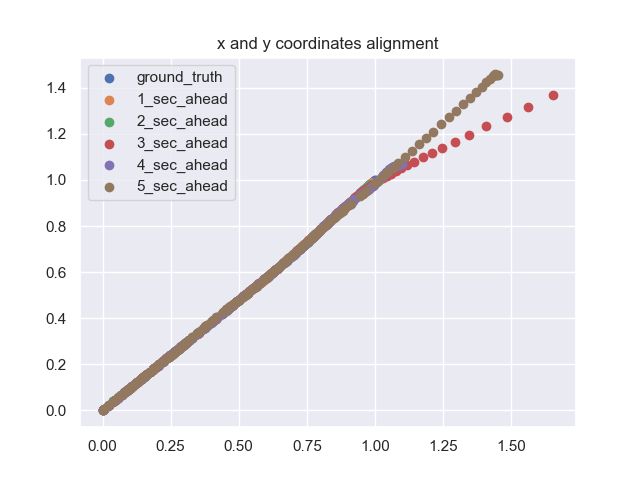 x and y coordinates alignment
ground_truth
1_sec_ahead
2_sec_ahead
3_sec_ahead
4_sec_ahead
5_sec_ahead
1.4
1.2
1.0
0.8
0.6
0.4
0.2
0.0
0.00 0.25 0.50 0.75 1.00 1.25 1.50